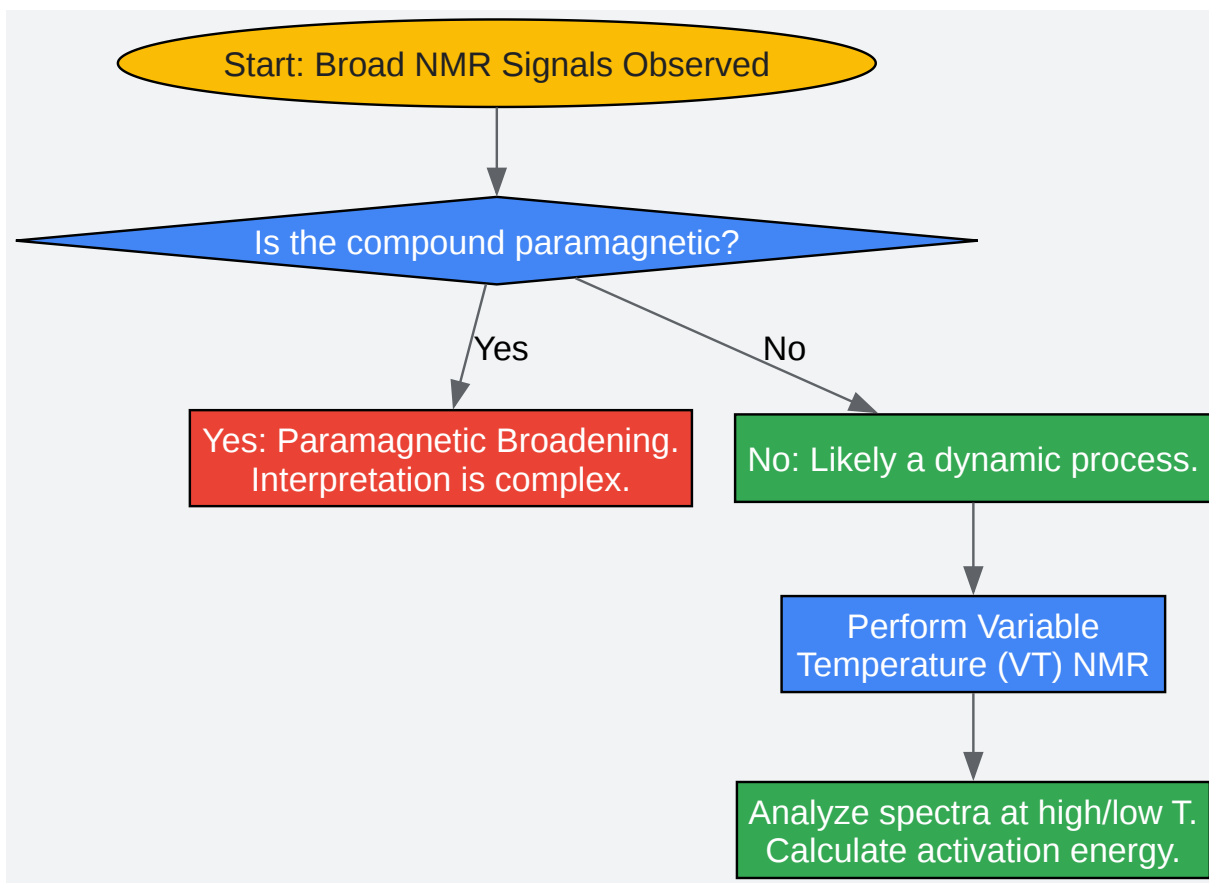 Start: Broad NMR Signals Observed
Is the compound paramagnetic?
Yes
No
Yes: Paramagnetic Broadening.
Interpretation is complex.
No: Likely a dynamic process.
Perform Variable
Temperature (VT) NMR
Analyze spectra at high/low T.
Calculate activation energy.